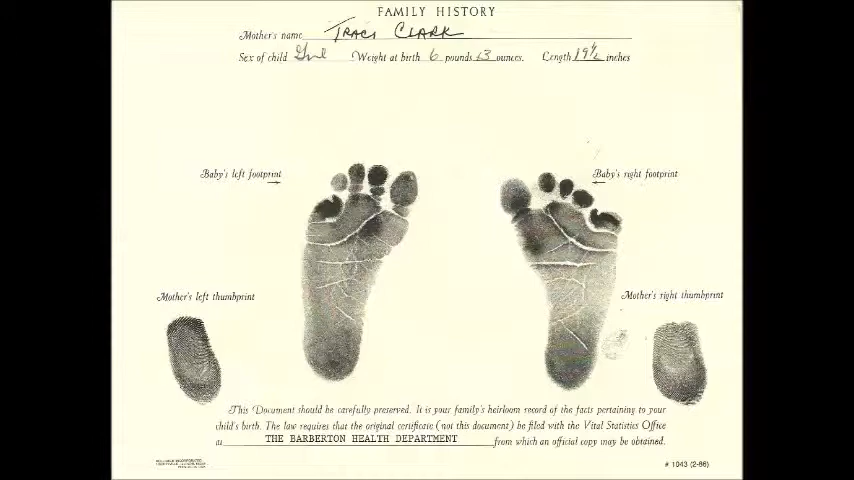 FAMILY HISTORY
Mother's name TRACI CLARK
Sex of child Girl Weight at birth 6 pounds 13 ounces. Length 19½ inches
Baby's left footprint
Baby's right footprint
Mother's left thumbprint
Mother's right thumbprint
This Document should be carefully preserved. It is your family's heirloom record of the facts pertaining to your
child's birth. The law requires that the original certificate (not this document) be filed with the Vital Statistics Office
at THE BARBERTON HEALTH DEPARTMENT from which an official copy may be obtained.
# 1043 (2-86)